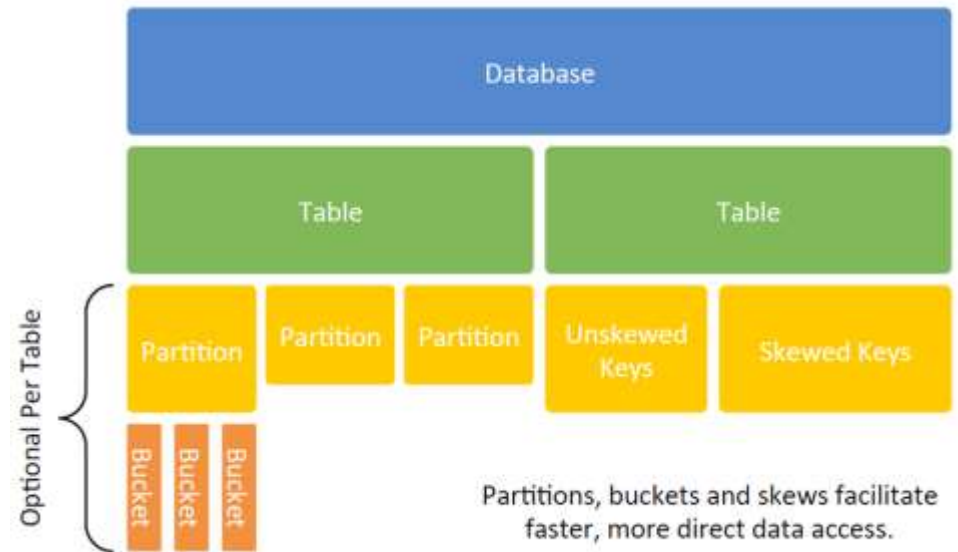 Database
Table
Table
Optional Per Table
Partition
Partition
Partition
Unskewed
Keys
Skewed Keys
Bucket
Bucket
Bucket
Partitions, buckets and skews facilitate
faster, more direct data access.